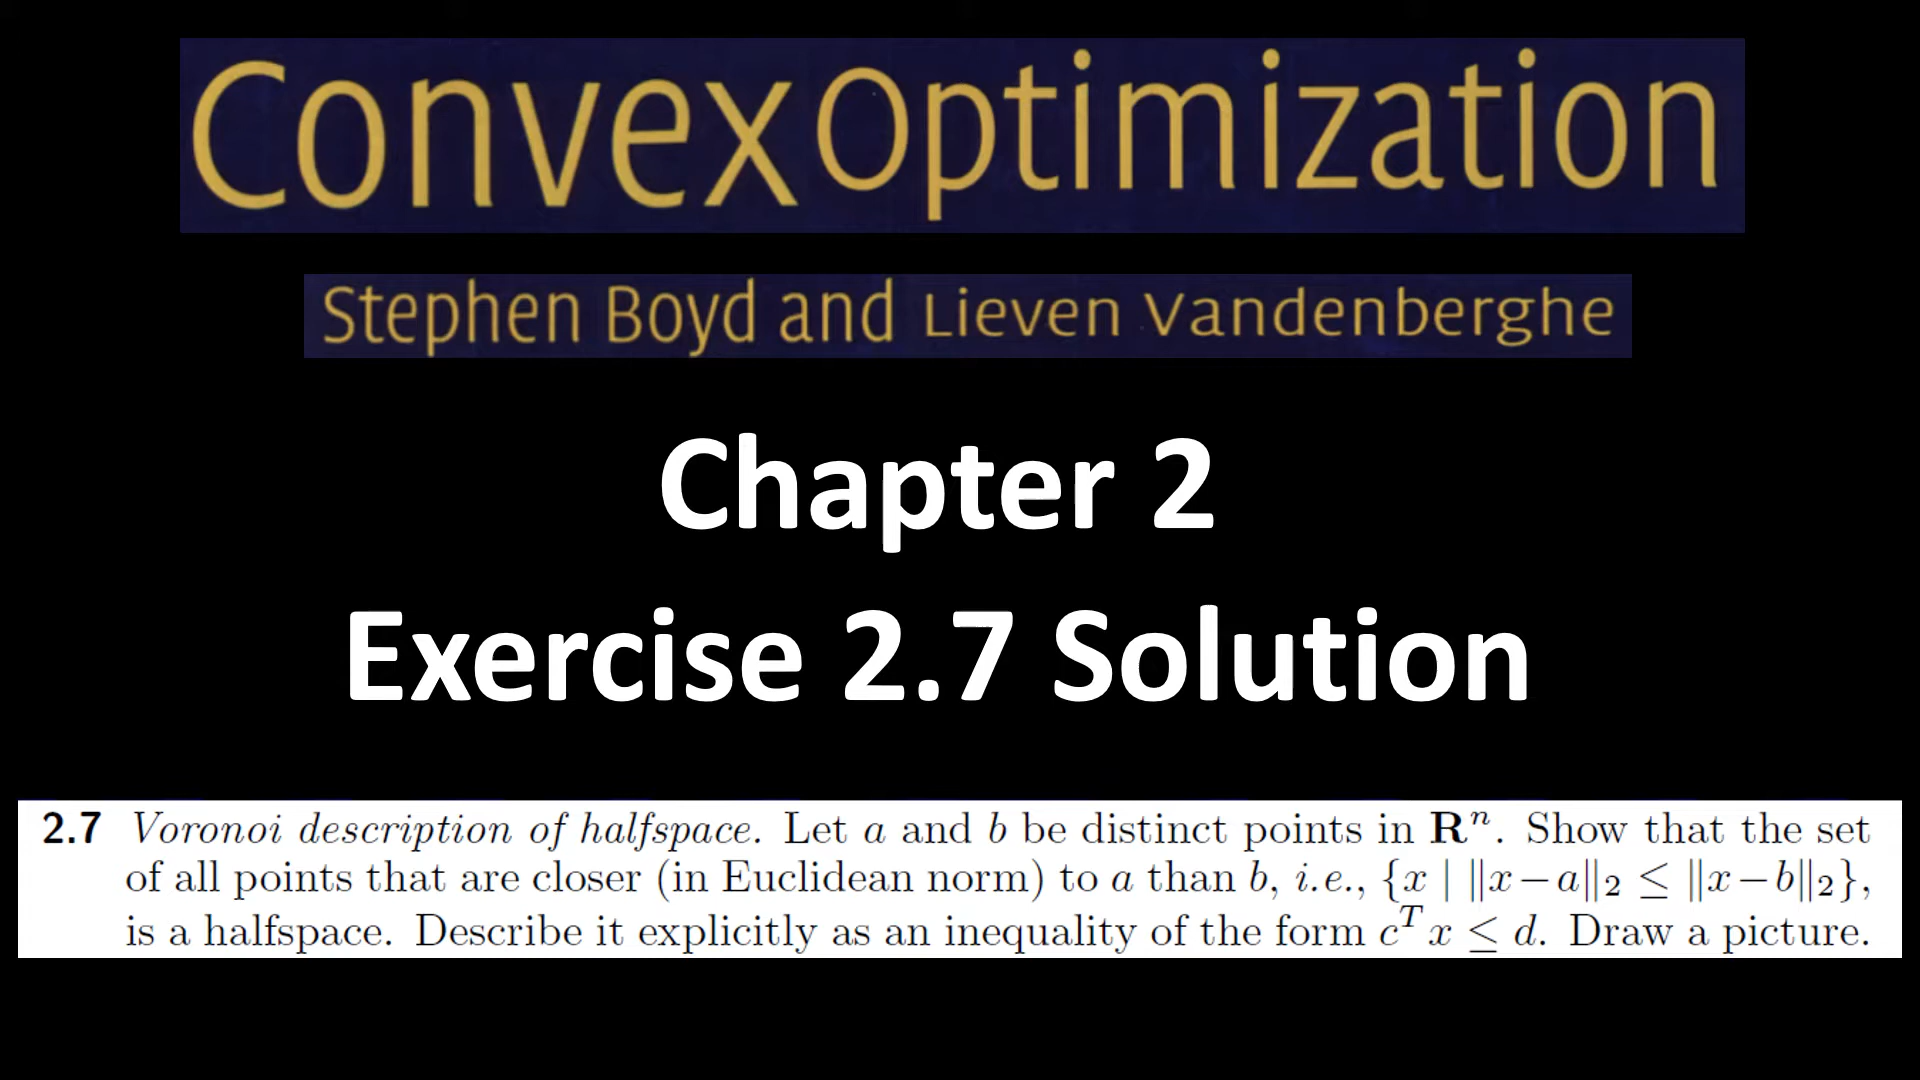 Convex Optimization
Stephen Boyd and Lieven Vandenberghe
Chapter 2
Exercise 2.7 Solution
2.7 Voronoi description of halfspace. Let a and b be distinct points in Rⁿ. Show that the set
of all points that are closer (in Euclidean norm) to a than b, i.e., {x | ‖x−a‖₂ ≤ ‖x−b‖₂},
is a halfspace. Describe it explicitly as an inequality of the form cᵀx ≤ d. Draw a picture.